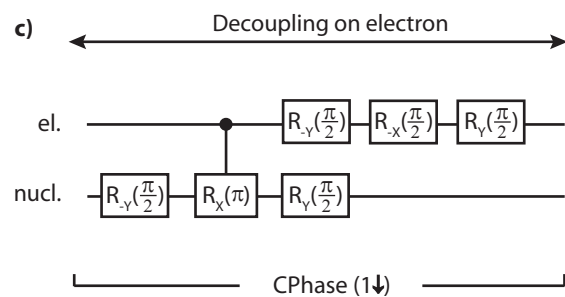 c) Decoupling on electron
el. R-Y(π/2) R-X(π/2) RY(π/2)
nucl. R-Y(π/2) RX(π) RY(π/2)
CPhase (1↓)